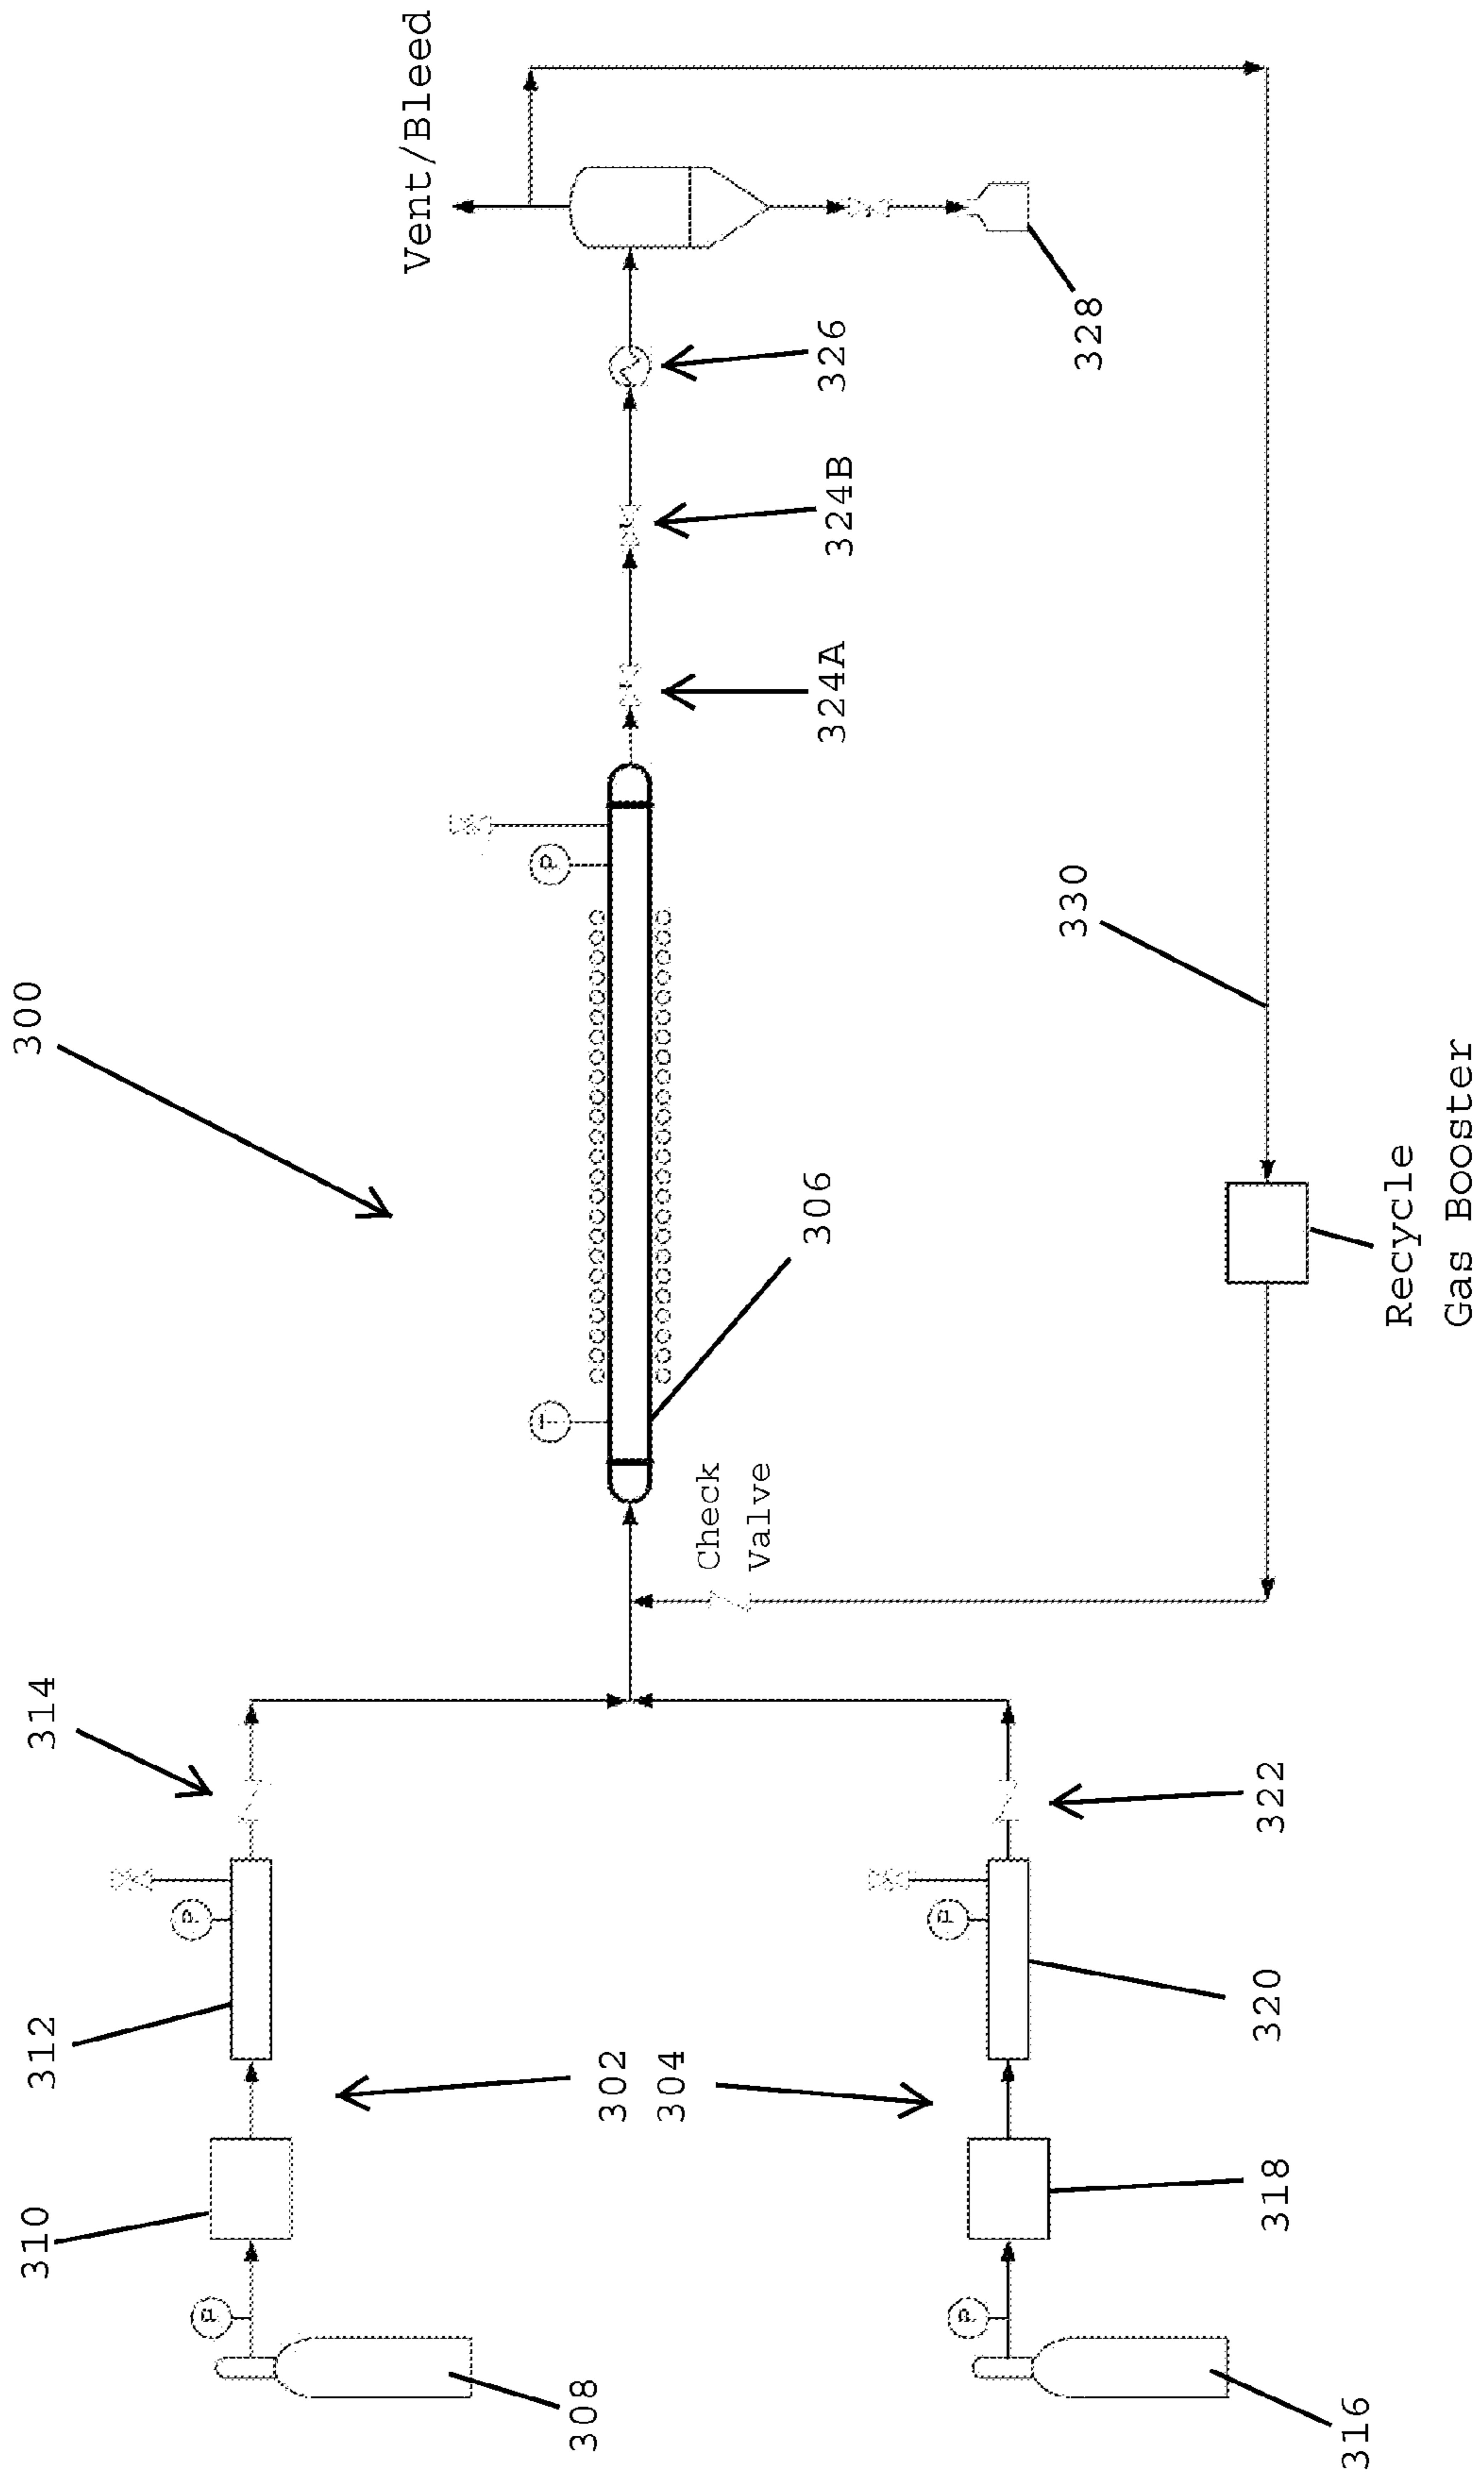 300
310
312
314
P
P
Vent/Bleed
T
P
308
302
304
Check
Valve
306
324A
324B
326
P
P
330
328
318
320
322
316
Recycle
Gas Booster